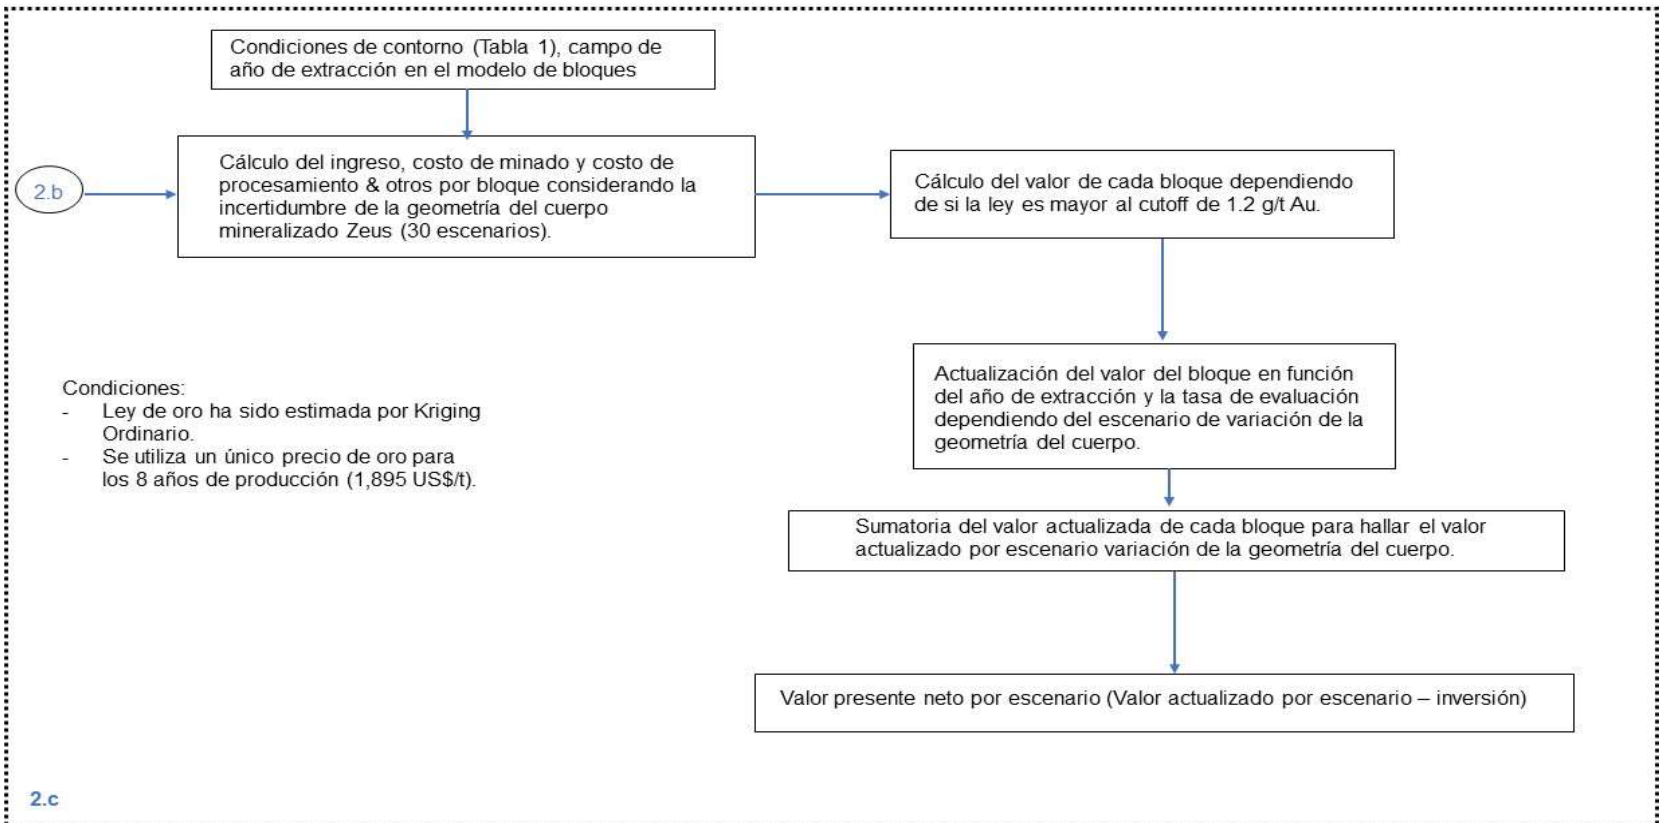 Condiciones de contorno (Tabla 1), campo de
año de extracción en el modelo de bloques
2.b
Cálculo del ingreso, costo de minado y costo de
procesamiento & otros por bloque considerando la
incertidumbre de la geometría del cuerpo
mineralizado Zeus (30 escenarios).
Cálculo del valor de cada bloque dependiendo
de si la ley es mayor al cutoff de 1.2 g/t Au.
Actualización del valor del bloque en función
del año de extracción y la tasa de evaluación
dependiendo del escenario de variación de la
geometría del cuerpo.
Condiciones:
- Ley de oro ha sido estimada por Kriging
Ordinario.
- Se utiliza un único precio de oro para
los 8 años de producción (1,895 US$/t).
Sumatoria del valor actualizada de cada bloque para hallar el valor
actualizado por escenario variación de la geometría del cuerpo.
Valor presente neto por escenario (Valor actualizado por escenario – inversión)
2.c